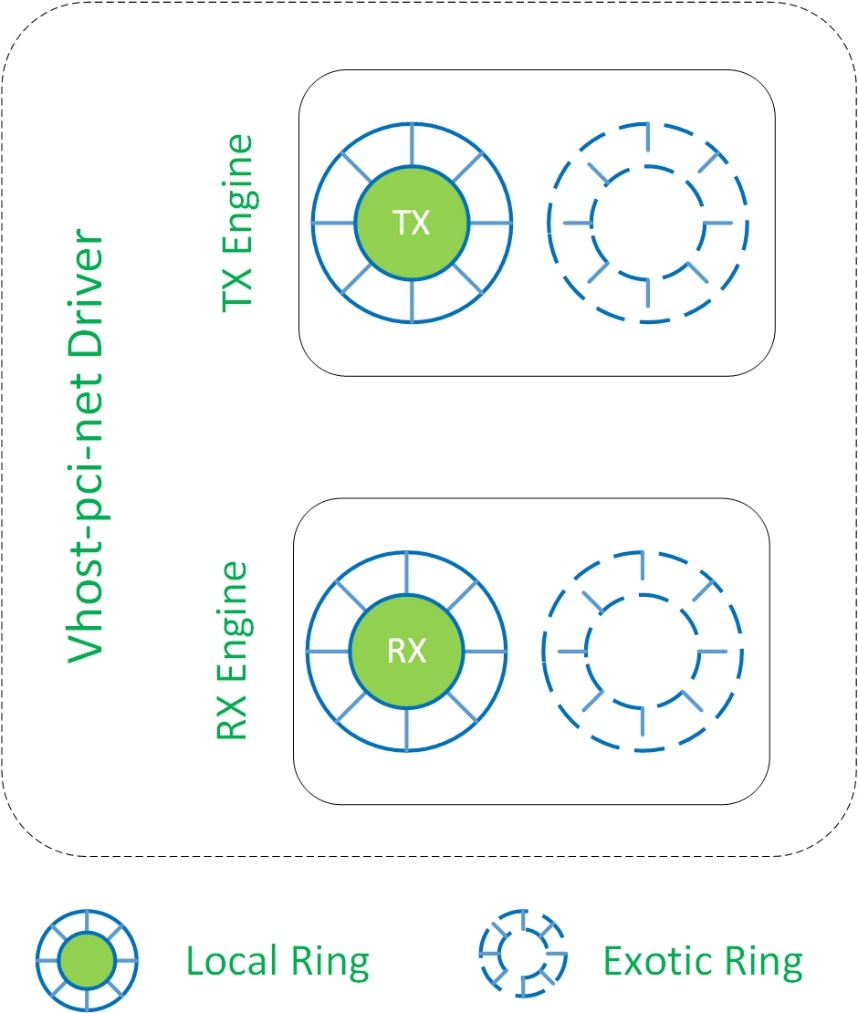 Vhost-pci-net Driver
TX Engine
TX
RX Engine
RX
Local Ring
Exotic Ring